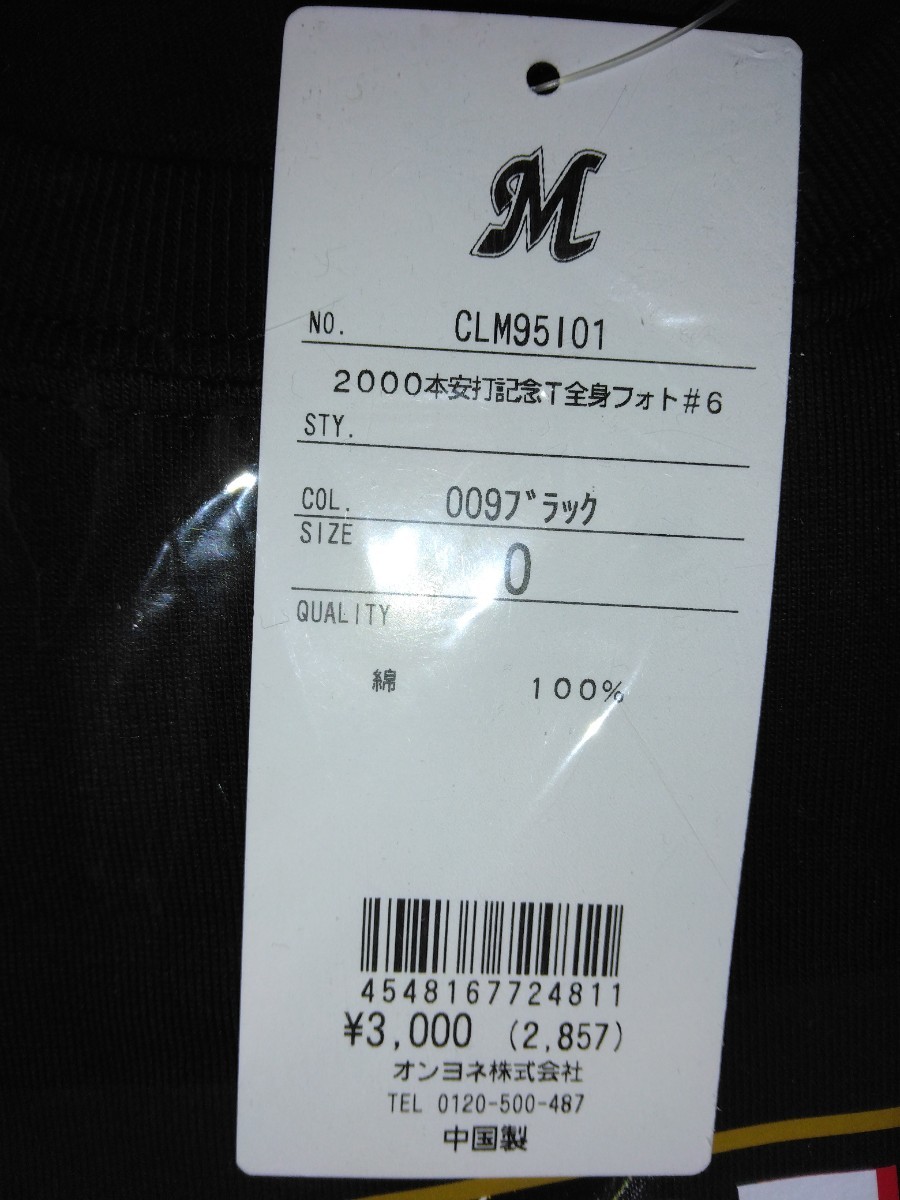 M
NO. CLM95I01
2000本安打記念T全身フォト#6
STY.
COL. 009ﾌﾞﾗｯｸ
SIZE 0
QUALITY
綿 100%
4548167724811
¥3,000 (2,857)
オンヨネ株式会社
TEL 0120-500-487
中国製